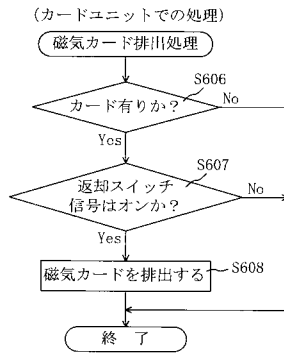 (カードユニットでの処理)
磁気カード排出処理
S606
カード有りか?
No
Yes
S607
返却スイッチ
信号はオンか?
No
Yes
磁気カードを排出する
S608
終 了